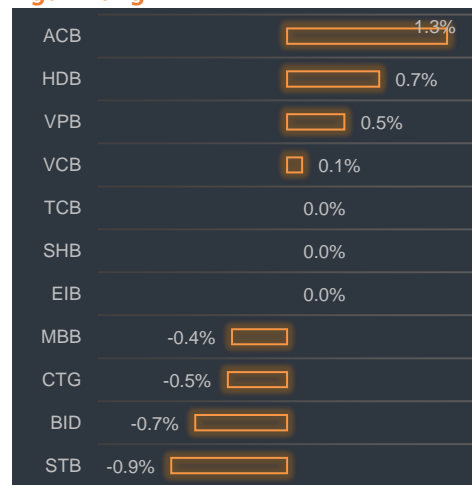 ACB 1.3%
HDB 0.7%
VPB 0.5%
VCB 0.1%
TCB 0.0%
SHB 0.0%
EIB 0.0%
MBB -0.4%
CTG -0.5%
BID -0.7%
STB -0.9%